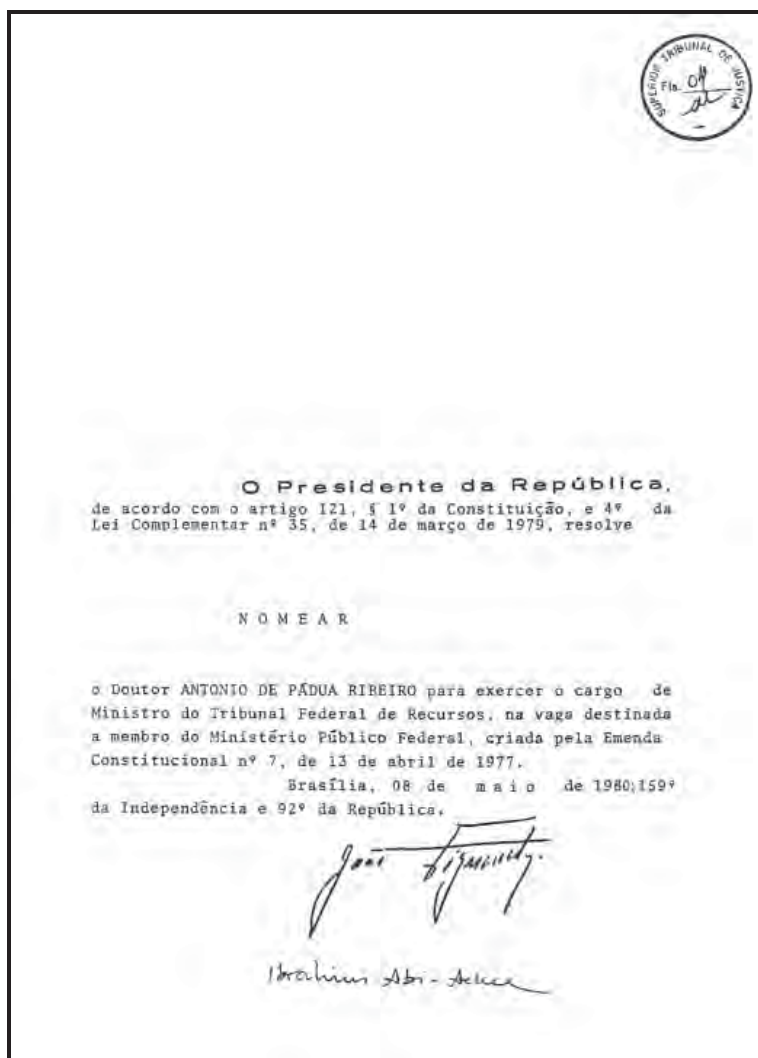 SUPERIOR TRIBUNAL DE JUSTIÇA
Fls.
O Presidente da República,
de acordo com o artigo 121, § 1º da Constituição, e 4º da
Lei Complementar nº 35, de 14 de março de 1979, resolve
N O M E A R
o Doutor ANTONIO DE PÁDUA RIBEIRO para exercer o cargo de
Ministro do Tribunal Federal de Recursos, na vaga destinada
a membro do Ministério Público Federal, criada pela Emenda
Constitucional nº 7, de 13 de abril de 1977.
Brasília, 08 de m a i o de 1980;159º
da Independência e 92º da República.
João Figueiredo
Ibrahim Abi-Ackel